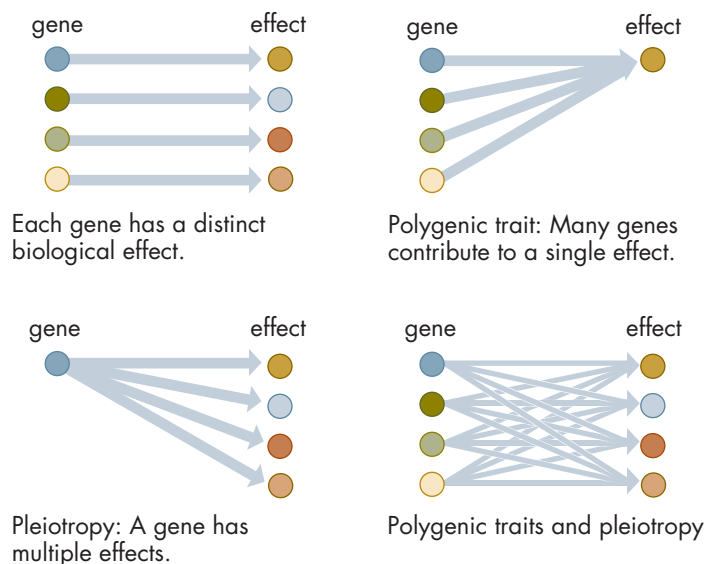 gene
effect
Each gene has a distinct
biological effect.
gene
effect
Polygenic trait: Many genes
contribute to a single effect.
gene
effect
Pleiotropy: A gene has
multiple effects.
gene
effect
Polygenic traits and pleiotropy